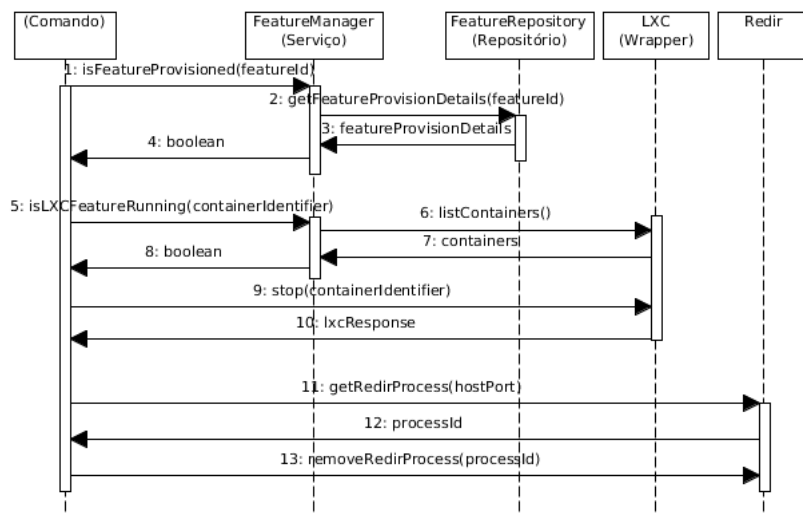 (Comando)
FeatureManager
(Serviço)
FeatureRepository
(Repositório)
LXC
(Wrapper)
Redir
1: isFeatureProvisioned(featureId)
2: getFeatureProvisionDetails(featureId)
3: featureProvisionDetails
4: boolean
5: isLXCFeatureRunning(containerIdentifier)
6: listContainers()
7: containers
8: boolean
9: stop(containerIdentifier)
10: lxcResponse
11: getRedirProcess(hostPort)
12: processId
13: removeRedirProcess(processId)